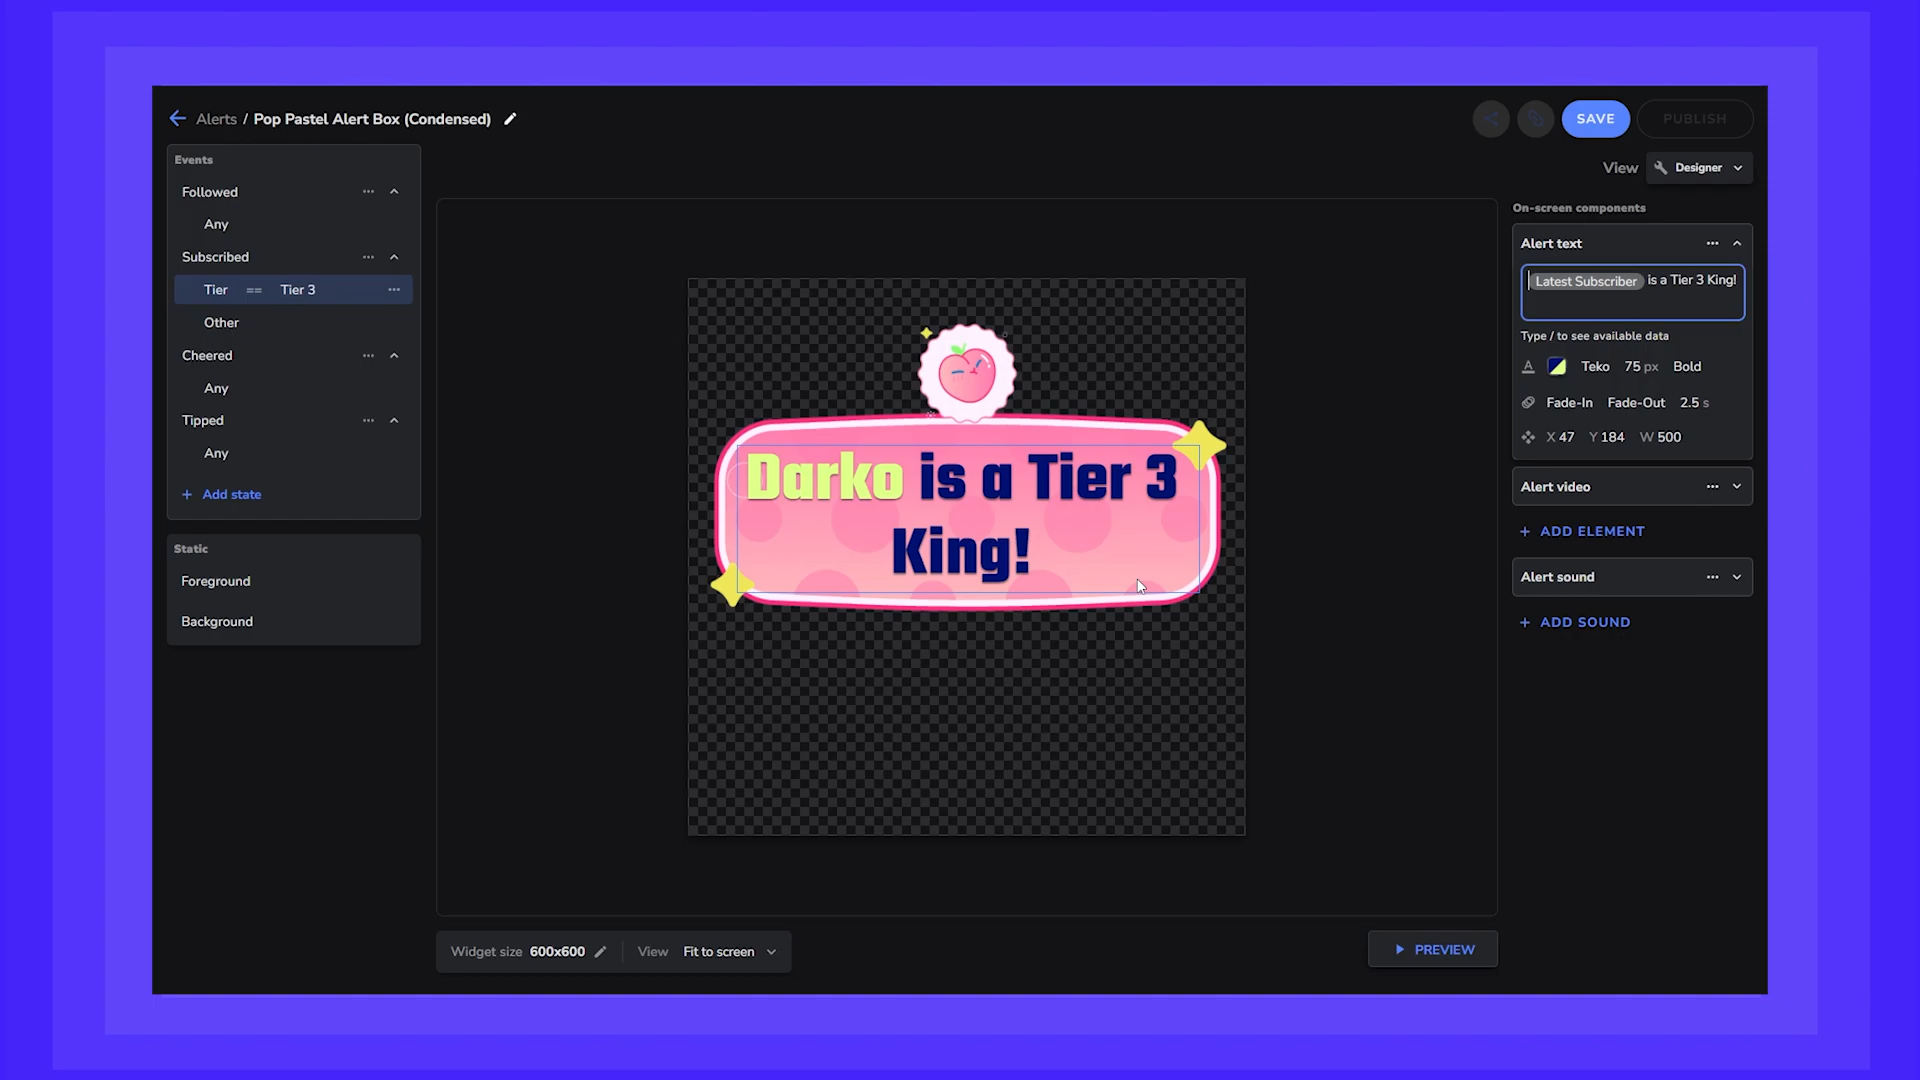 Alerts / Pop Pastel Alert Box (Condensed)
SAVE
PUBLISH
View Designer
Events
Followed
Any
Subscribed
Tier == Tier 3
Other
Cheered
Any
Tipped
Any
+ Add state
Static
Foreground
Background
Darko is a Tier 3
King!
Widget size 600x600
View Fit to screen
PREVIEW
On-screen components
Alert text
Latest Subscriber is a Tier 3 King!
Type / to see available data
A Teko 75 px Bold
Fade-In Fade-Out 2.5 s
X 47 Y 184 W 500
Alert video
+ ADD ELEMENT
Alert sound
+ ADD SOUND